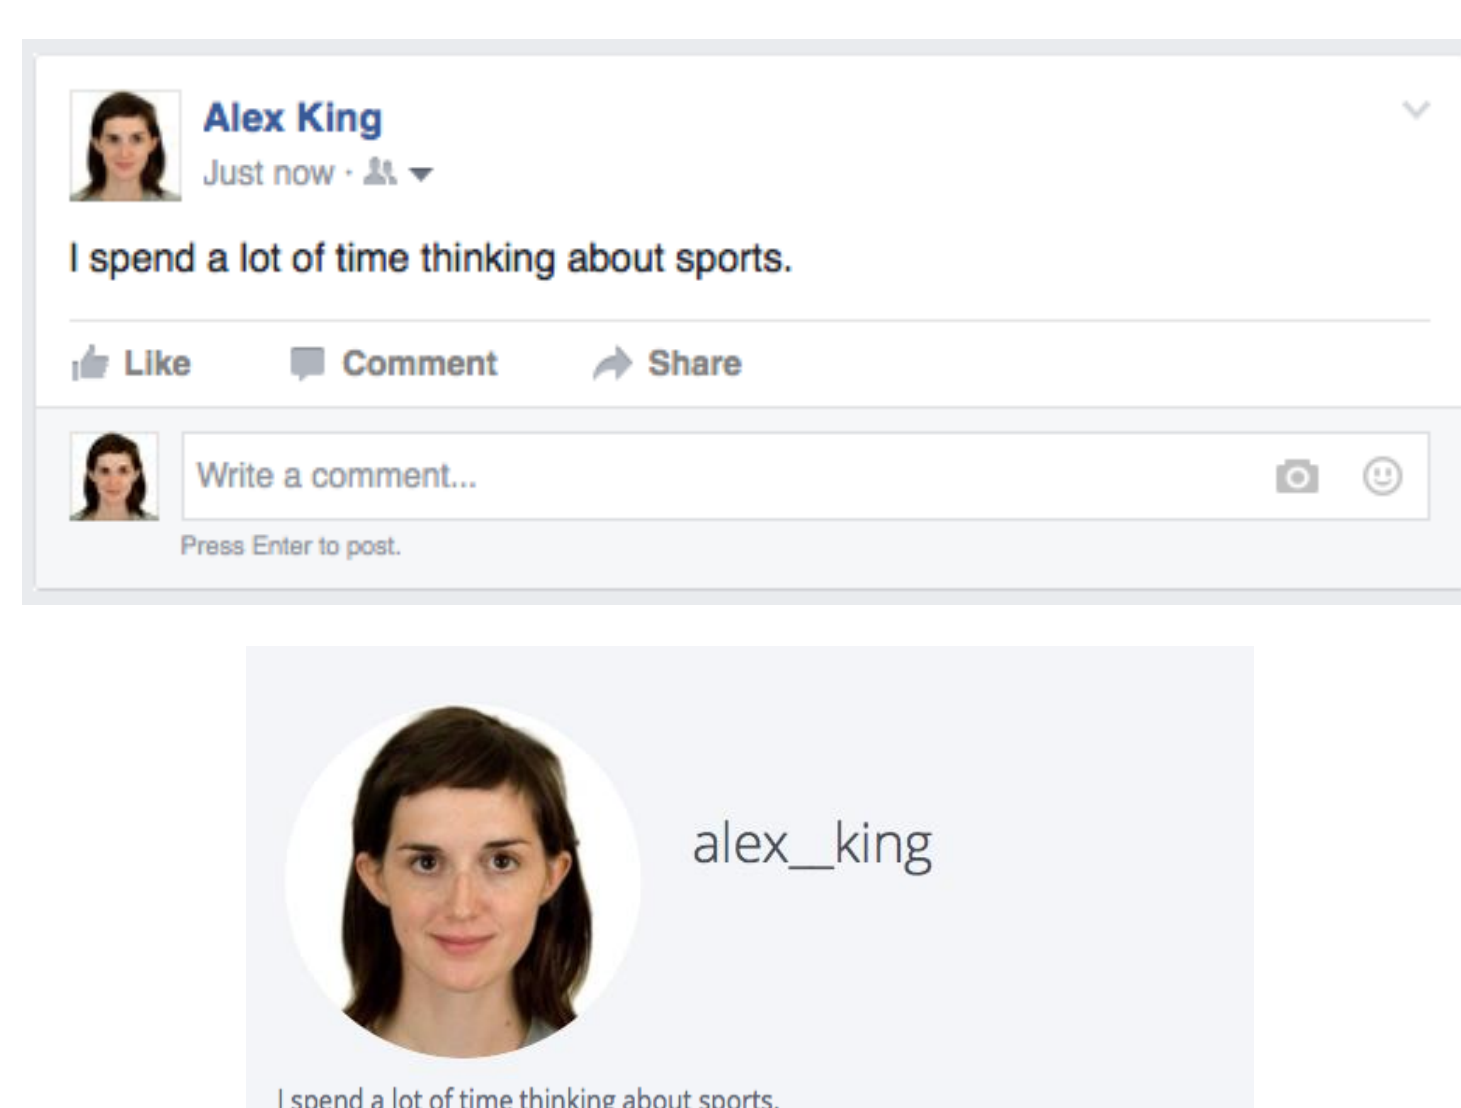 Alex King
Just now ·
I spend a lot of time thinking about sports.
Like Comment Share
Write a comment...
Press Enter to post.
alex__king
I spend a lot of time thinking about sports.